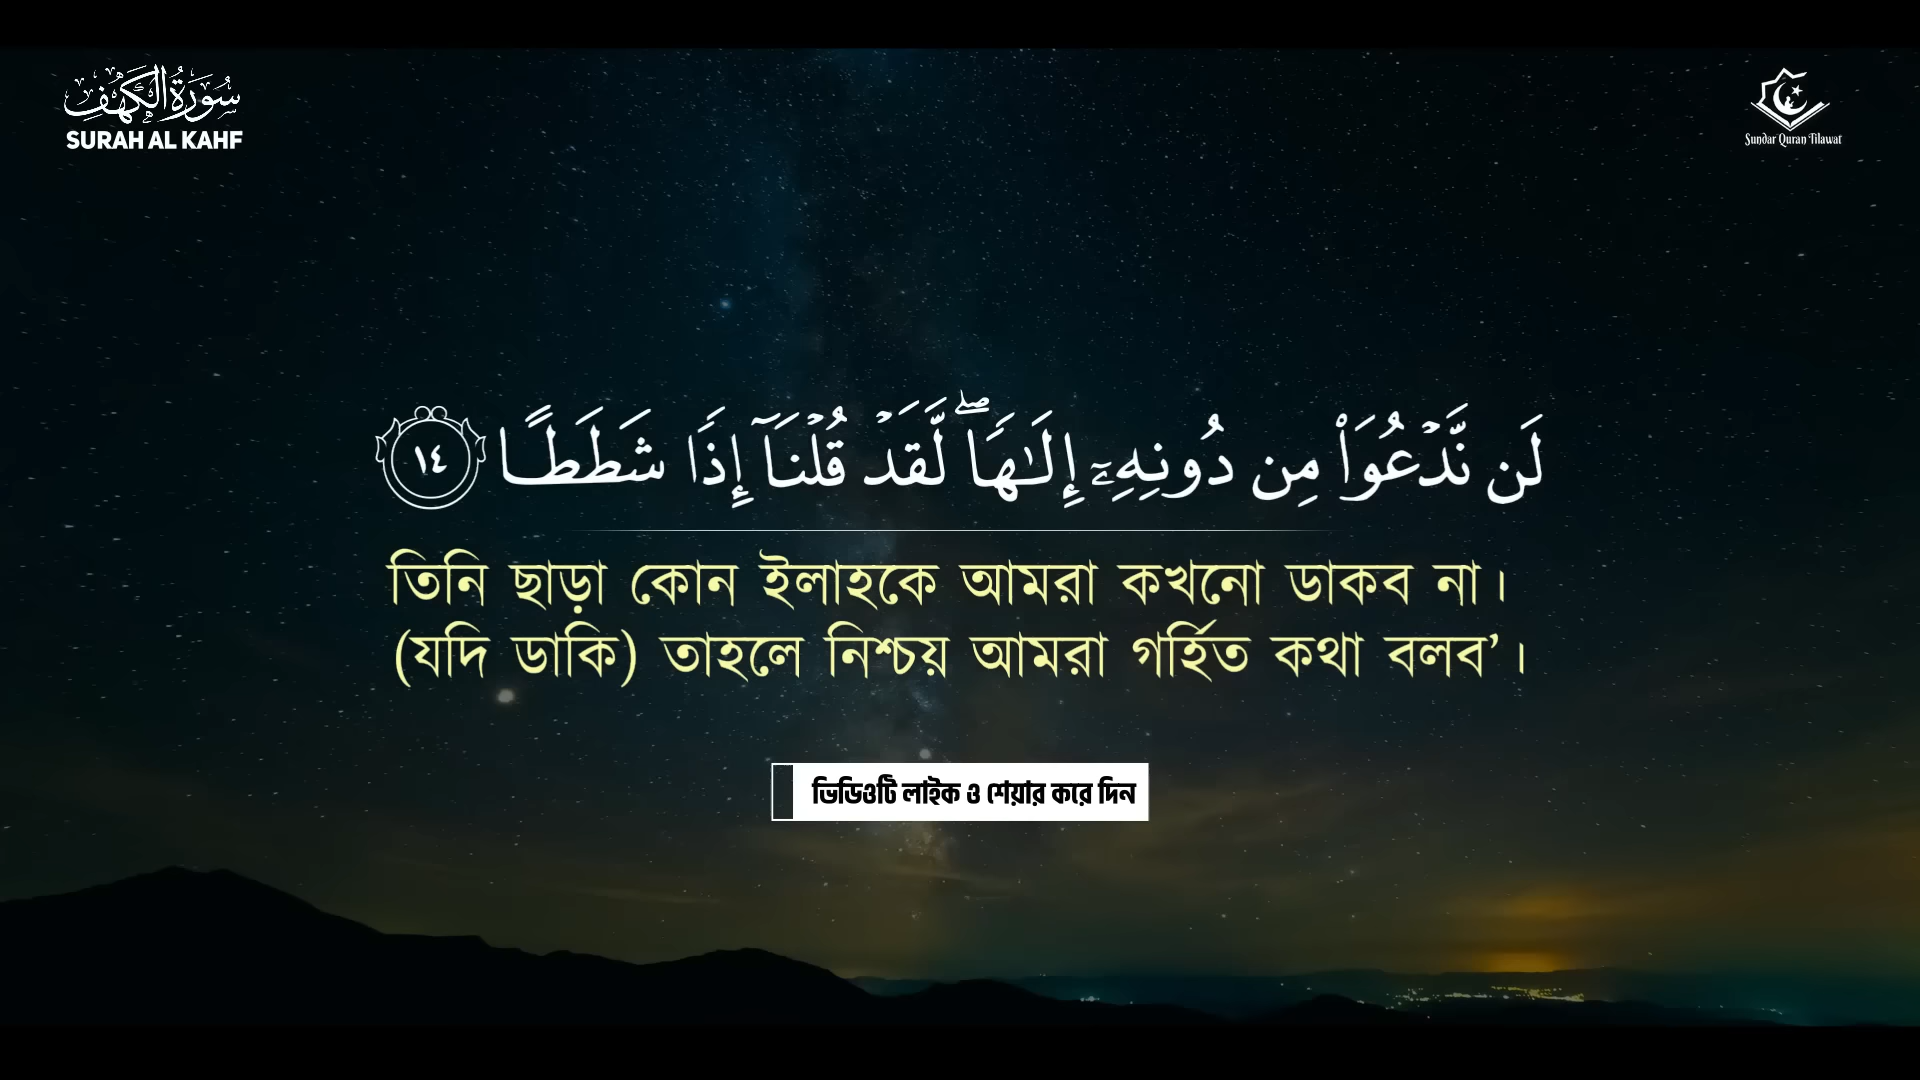 سُورَةُ الكَهْفِ
SURAH AL KAHF
Sundar Quran Tilawat
لَن نَّدْعُوَا۟ مِن دُونِهِۦٓ إِلَـٰهًا ۖ لَّقَدْ قُلْنَآ إِذًا شَطَطًا ١٤
তিনি ছাড়া কোন ইলাহকে আমরা কখনো ডাকব না।
(যদি ডাকি) তাহলে নিশ্চয় আমরা গর্হিত কথা বলব’।
ভিডিওটি লাইক ও শেয়ার করে দিন